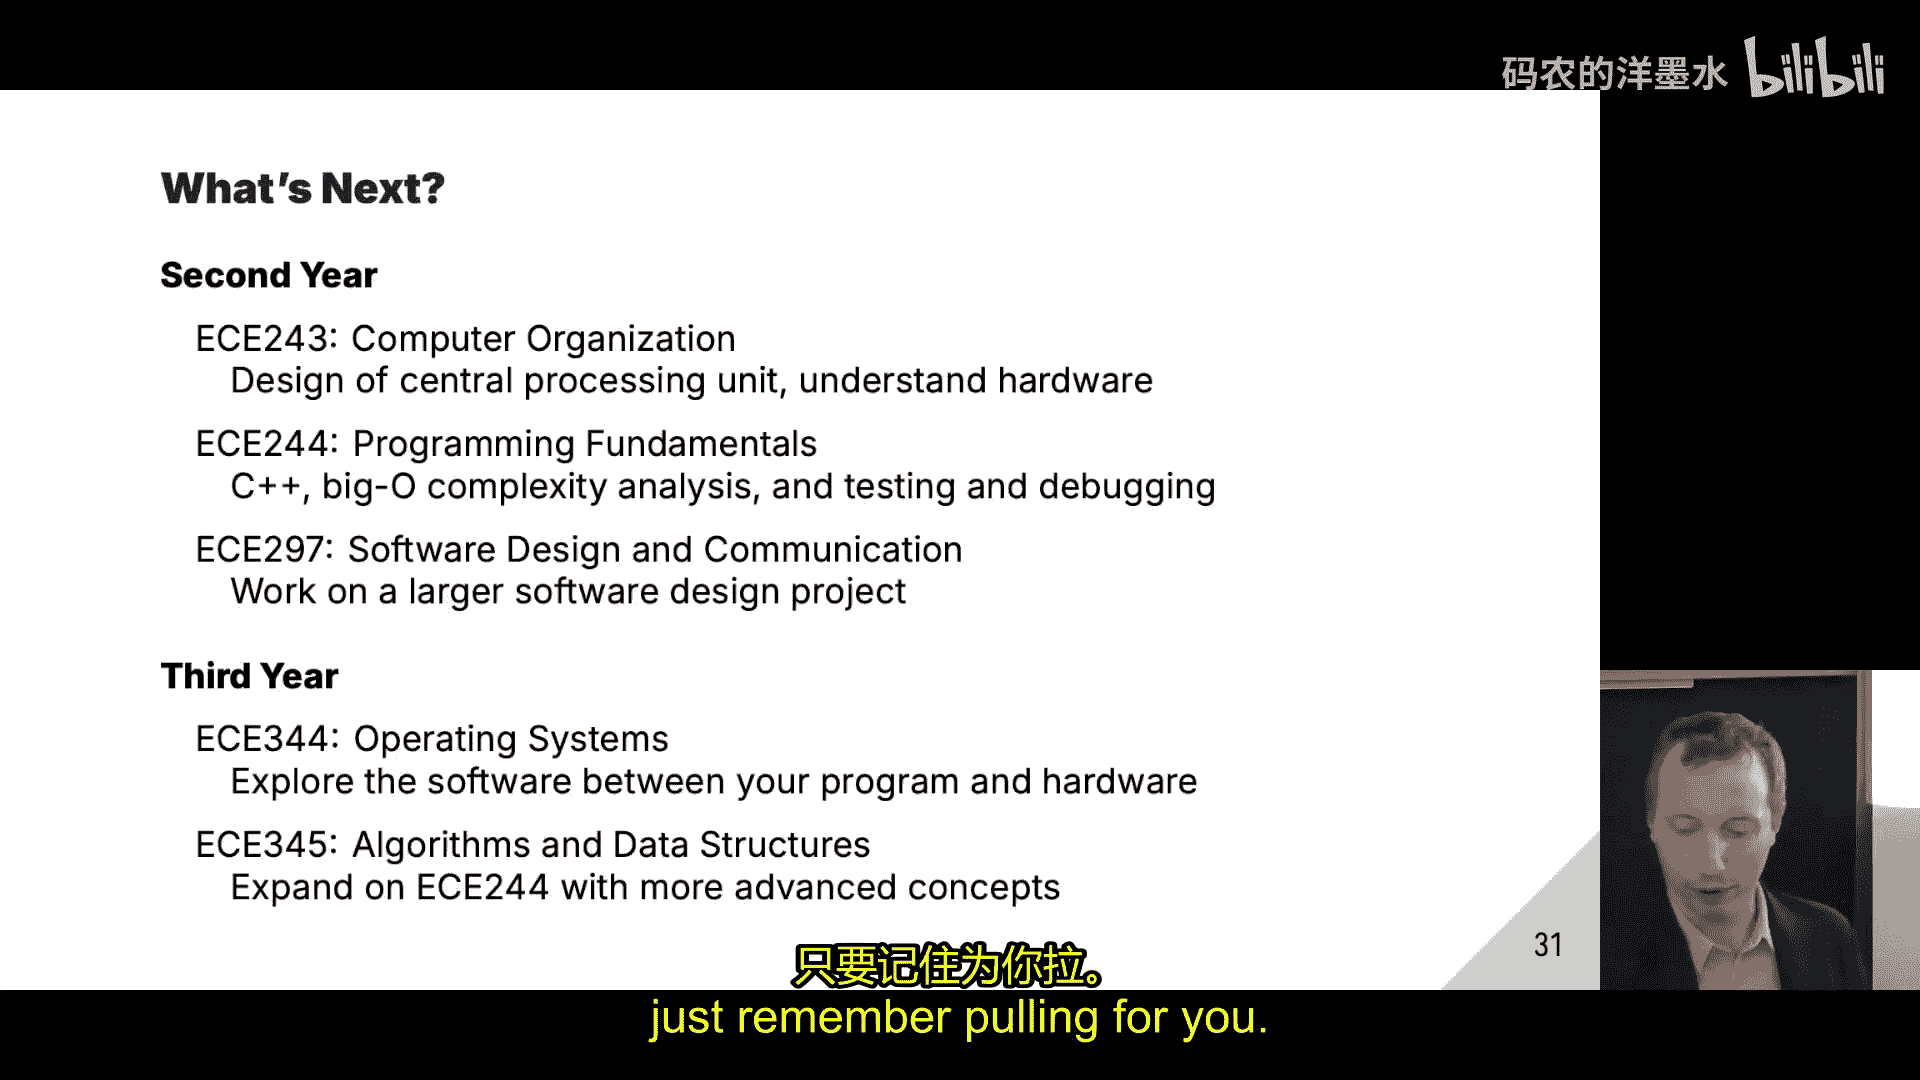 码农的洋墨水 bilibili
What's Next?
Second Year
ECE243: Computer Organization
Design of central processing unit, understand hardware
ECE244: Programming Fundamentals
C++, big-O complexity analysis, and testing and debugging
ECE297: Software Design and Communication
Work on a larger software design project
Third Year
ECE344: Operating Systems
Explore the software between your program and hardware
ECE345: Algorithms and Data Structures
Expand on ECE244 with more advanced concepts
31
只要记住为你拉。
just remember pulling for you.